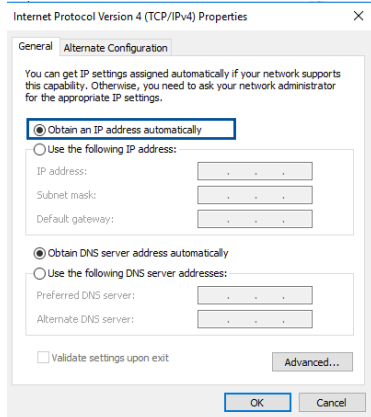 Internet Protocol Version 4 (TCP/IPv4) Properties
General Alternate Configuration
You can get IP settings assigned automatically if your network supports
this capability. Otherwise, you need to ask your network administrator
for the appropriate IP settings.
Obtain an IP address automatically
Use the following IP address:
IP address:
Subnet mask:
Default gateway:
Obtain DNS server address automatically
Use the following DNS server addresses:
Preferred DNS server:
Alternate DNS server:
Validate settings upon exit
Advanced...
OK Cancel